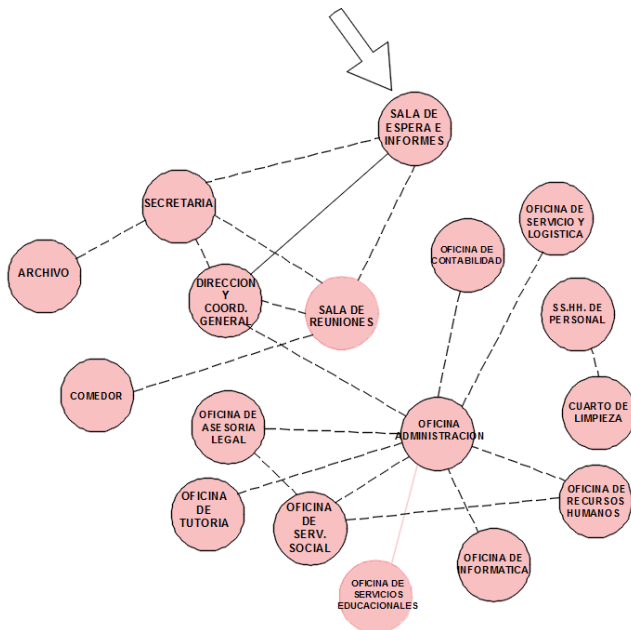 SALA DE
ESPERA E
INFORMES
SECRETARIA
OFICINA DE
SERVICIO Y
LOGISTICA
OFICINA DE
CONTABILIDAD
ARCHIVO
DIRECCION
Y
COORD.
GENERAL
SALA DE
REUNIONES
SS.HH. DE
PERSONAL
COMEDOR
OFICINA DE
ASESORIA
LEGAL
OFICINA
ADMINISTRACION
CUARTO DE
LIMPIEZA
OFICINA
DE
TUTORIA
OFICINA
DE
SERV.
SOCIAL
OFICINA DE
RECURSOS
HUMANOS
OFICINA DE
INFORMATICA
OFICINA DE
SERVICIOS
EDUCACIONALES